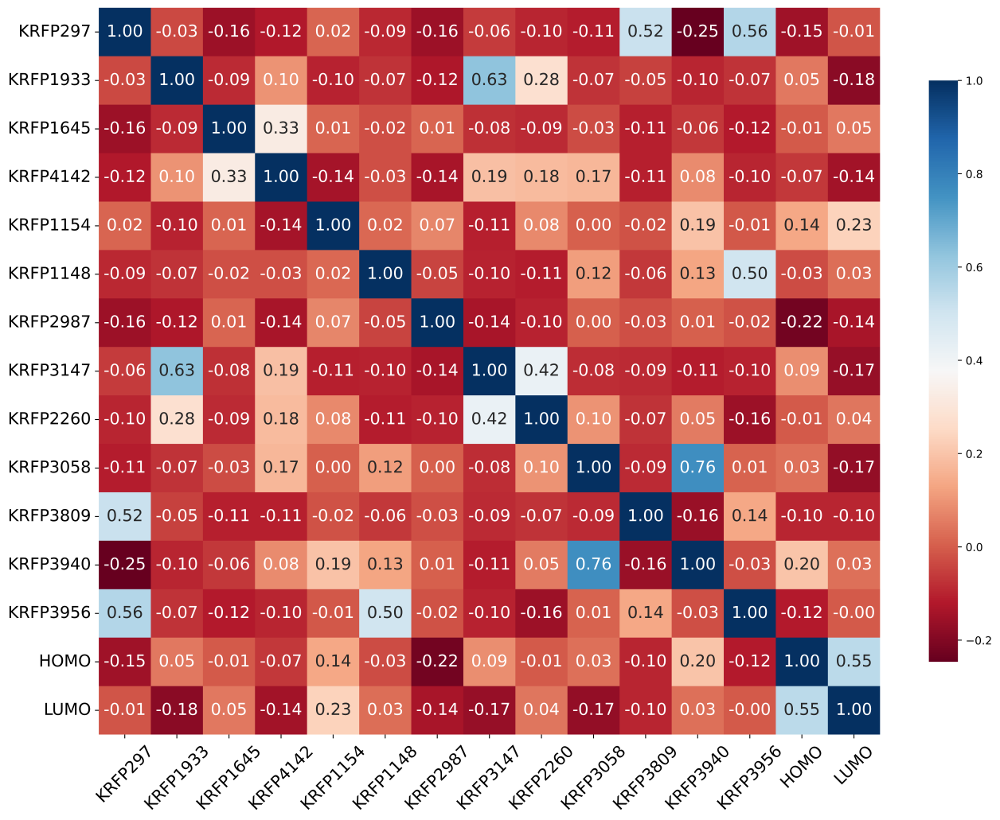 KRFP297 1.00 -0.03 -0.16 -0.12 0.02 -0.09 -0.16 -0.06 -0.10 -0.11 0.52 -0.25 0.56 -0.15 -0.01
KRFP1933 -0.03 1.00 -0.09 0.10 -0.10 -0.07 -0.12 0.63 0.28 -0.07 -0.05 -0.10 -0.07 0.05 -0.18
KRFP1645 -0.16 -0.09 1.00 0.33 0.01 -0.02 0.01 -0.08 -0.09 -0.03 -0.11 -0.06 -0.12 -0.01 0.05
KRFP4142 -0.12 0.10 0.33 1.00 -0.14 -0.03 -0.14 0.19 0.18 0.17 -0.11 0.08 -0.10 -0.07 -0.14
KRFP1154 0.02 -0.10 0.01 -0.14 1.00 0.02 0.07 -0.11 0.08 0.00 -0.02 0.19 -0.01 0.14 0.23
KRFP1148 -0.09 -0.07 -0.02 -0.03 0.02 1.00 -0.05 -0.10 -0.11 0.12 -0.06 0.13 0.50 -0.03 0.03
KRFP2987 -0.16 -0.12 0.01 -0.14 0.07 -0.05 1.00 -0.14 -0.10 0.00 -0.03 0.01 -0.02 -0.22 -0.14
KRFP3147 -0.06 0.63 -0.08 0.19 -0.11 -0.10 -0.14 1.00 0.42 -0.08 -0.09 -0.11 -0.10 0.09 -0.17
KRFP2260 -0.10 0.28 -0.09 0.18 0.08 -0.11 -0.10 0.42 1.00 0.10 -0.07 0.05 -0.16 -0.01 0.04
KRFP3058 -0.11 -0.07 -0.03 0.17 0.00 0.12 0.00 -0.08 0.10 1.00 -0.09 0.76 0.01 0.03 -0.17
KRFP3809 0.52 -0.05 -0.11 -0.11 -0.02 -0.06 -0.03 -0.09 -0.07 -0.09 1.00 -0.16 0.14 -0.10 -0.10
KRFP3940 -0.25 -0.10 -0.06 0.08 0.19 0.13 0.01 -0.11 0.05 0.76 -0.16 1.00 -0.03 0.20 0.03
KRFP3956 0.56 -0.07 -0.12 -0.10 -0.01 0.50 -0.02 -0.10 -0.16 0.01 0.14 -0.03 1.00 -0.12 -0.00
HOMO -0.15 0.05 -0.01 -0.07 0.14 -0.03 -0.22 0.09 -0.01 0.03 -0.10 0.20 -0.12 1.00 0.55
LUMO -0.01 -0.18 0.05 -0.14 0.23 0.03 -0.14 -0.17 0.04 -0.17 -0.10 0.03 -0.00 0.55 1.00
KRFP297 KRFP1933 KRFP1645 KRFP4142 KRFP1154 KRFP1148 KRFP2987 KRFP3147 KRFP2260 KRFP3058 KRFP3809 KRFP3940 KRFP3956 HOMO LUMO
1.0
0.8
0.6
0.4
0.2
0.0
−0.2